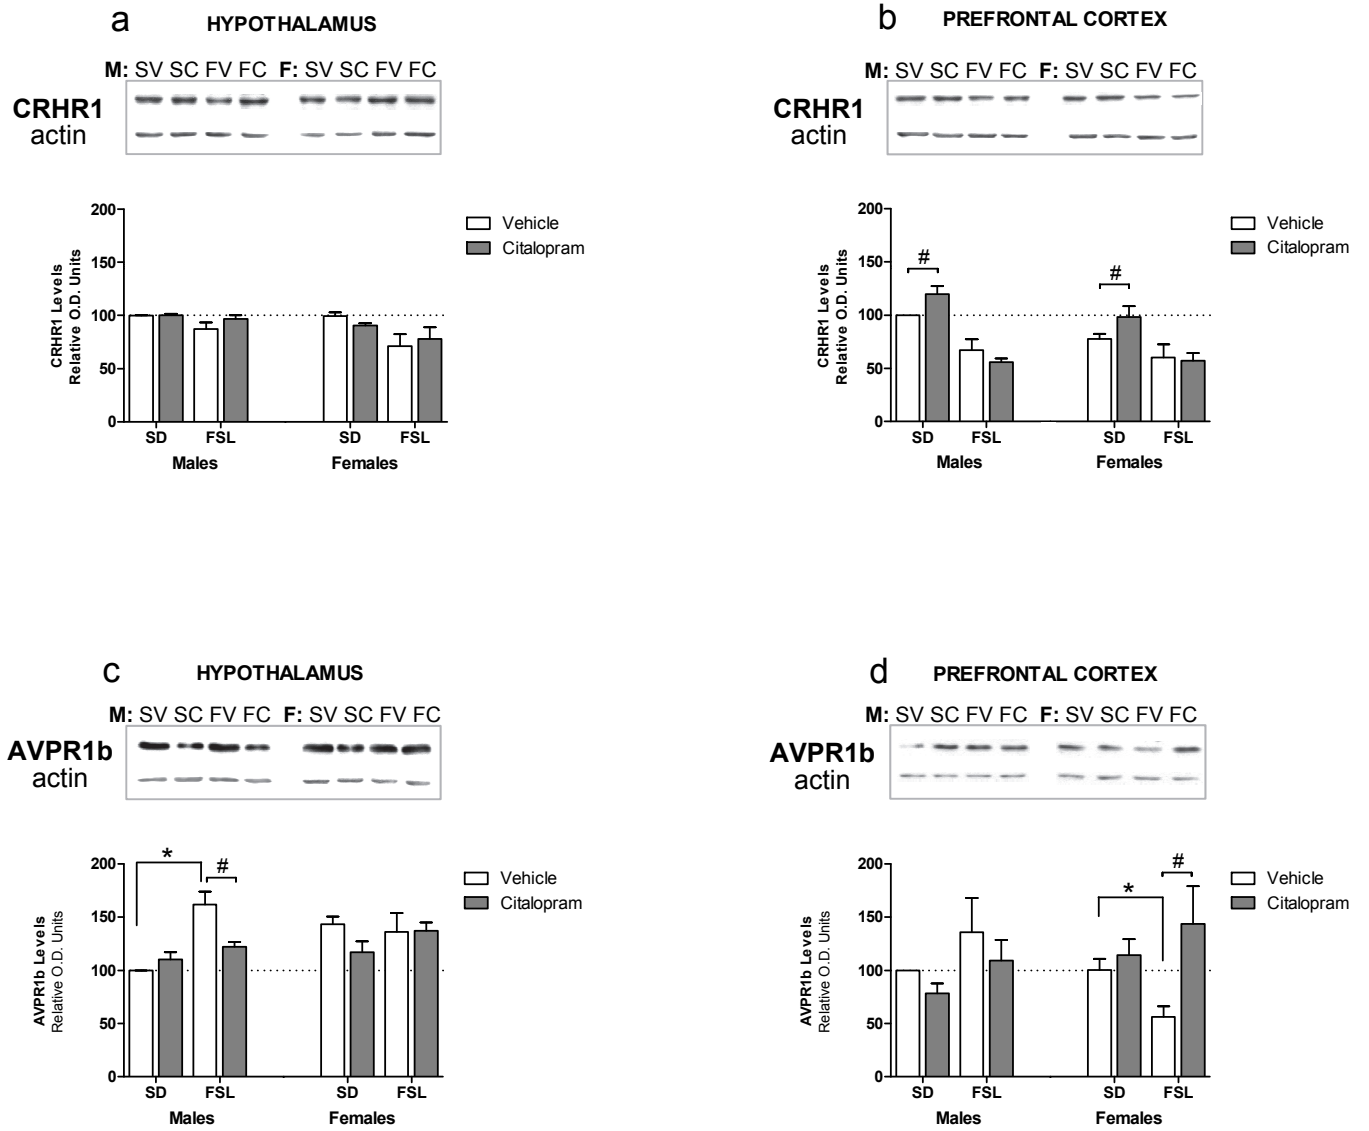 a HYPOTHALAMUS
M: SV SC FV FC F: SV SC FV FC
CRHR1
actin
200
150
100
50
0
CRHR1 Levels
Relative O.D. Units
Vehicle
Citalopram
SD FSL SD FSL
Males Females
b PREFRONTAL CORTEX
M: SV SC FV FC F: SV SC FV FC
CRHR1
actin
200
150
100
50
0
CRHR1 Levels
Relative O.D. Units
# #
Vehicle
Citalopram
SD FSL SD FSL
Males Females
c HYPOTHALAMUS
M: SV SC FV FC F: SV SC FV FC
AVPR1b
actin
200
150
100
50
0
AVPR1b Levels
Relative O.D. Units
* #
Vehicle
Citalopram
SD FSL SD FSL
Males Females
d PREFRONTAL CORTEX
M: SV SC FV FC F: SV SC FV FC
AVPR1b
actin
200
150
100
50
0
AVPR1b Levels
Relative O.D. Units
* #
Vehicle
Citalopram
SD FSL SD FSL
Males Females